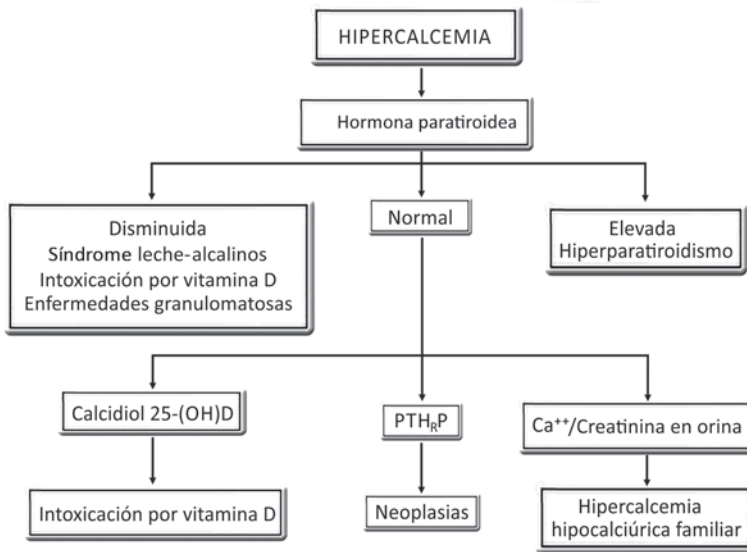 HIPERCALCEMIA
Hormona paratiroidea
Disminuida
Síndrome leche-alcalinos
Intoxicación por vitamina D
Enfermedades granulomatosas
Normal
Elevada
Hiperparatiroidismo
Calcidiol 25-(OH)D
PTHRP
Ca++/Creatinina en orina
Intoxicación por vitamina D
Neoplasias
Hipercalcemia
hipocalciúrica familiar